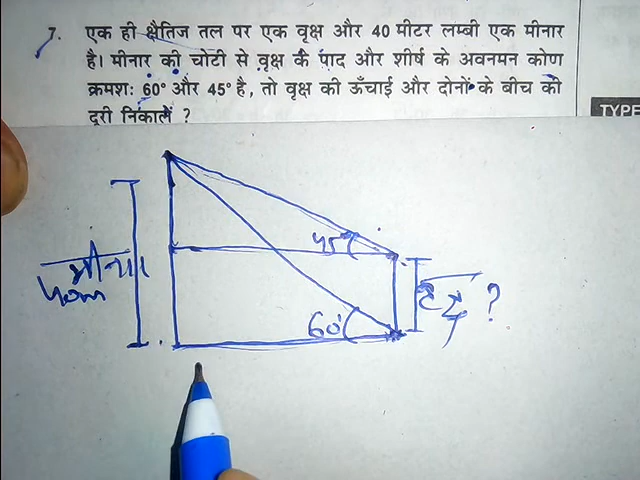 7. एक ही क्षैतिज तल पर एक वृक्ष और 40 मीटर लम्बी एक मीनार
है। मीनार की चोटी से वृक्ष के पाद और शीर्ष के अवनमन कोण
क्रमशः 60° और 45° है, तो वृक्ष की ऊँचाई और दोनों के बीच की
दूरी निकालें ?
TYPE
45°
मीनार
40m
?
60°